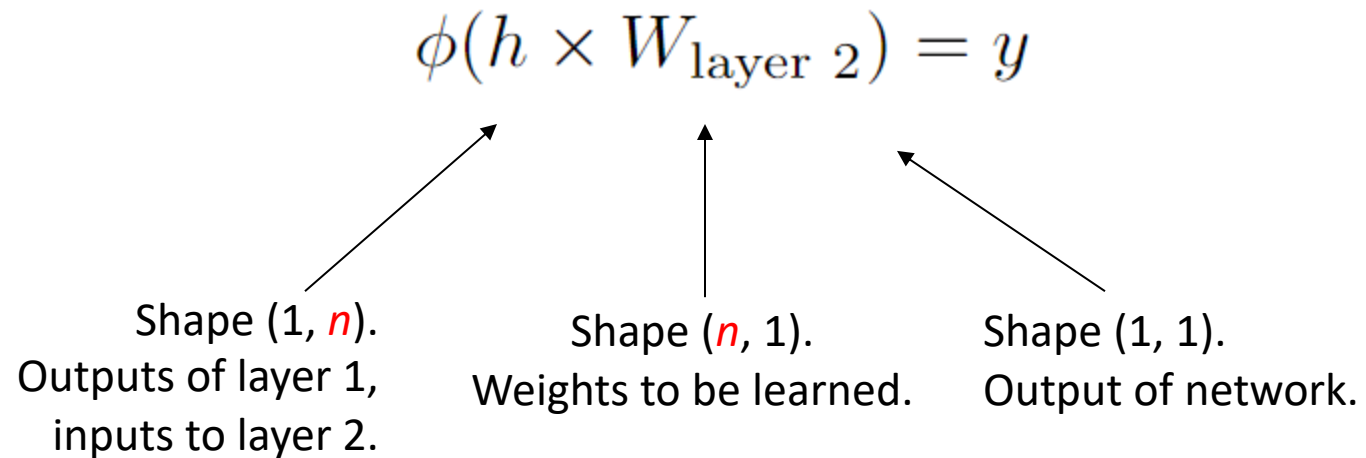 ϕ(h × W_layer 2) = y
Shape (1, n).
Outputs of layer 1,
inputs to layer 2.
Shape (n, 1).
Weights to be learned.
Shape (1, 1).
Output of network.